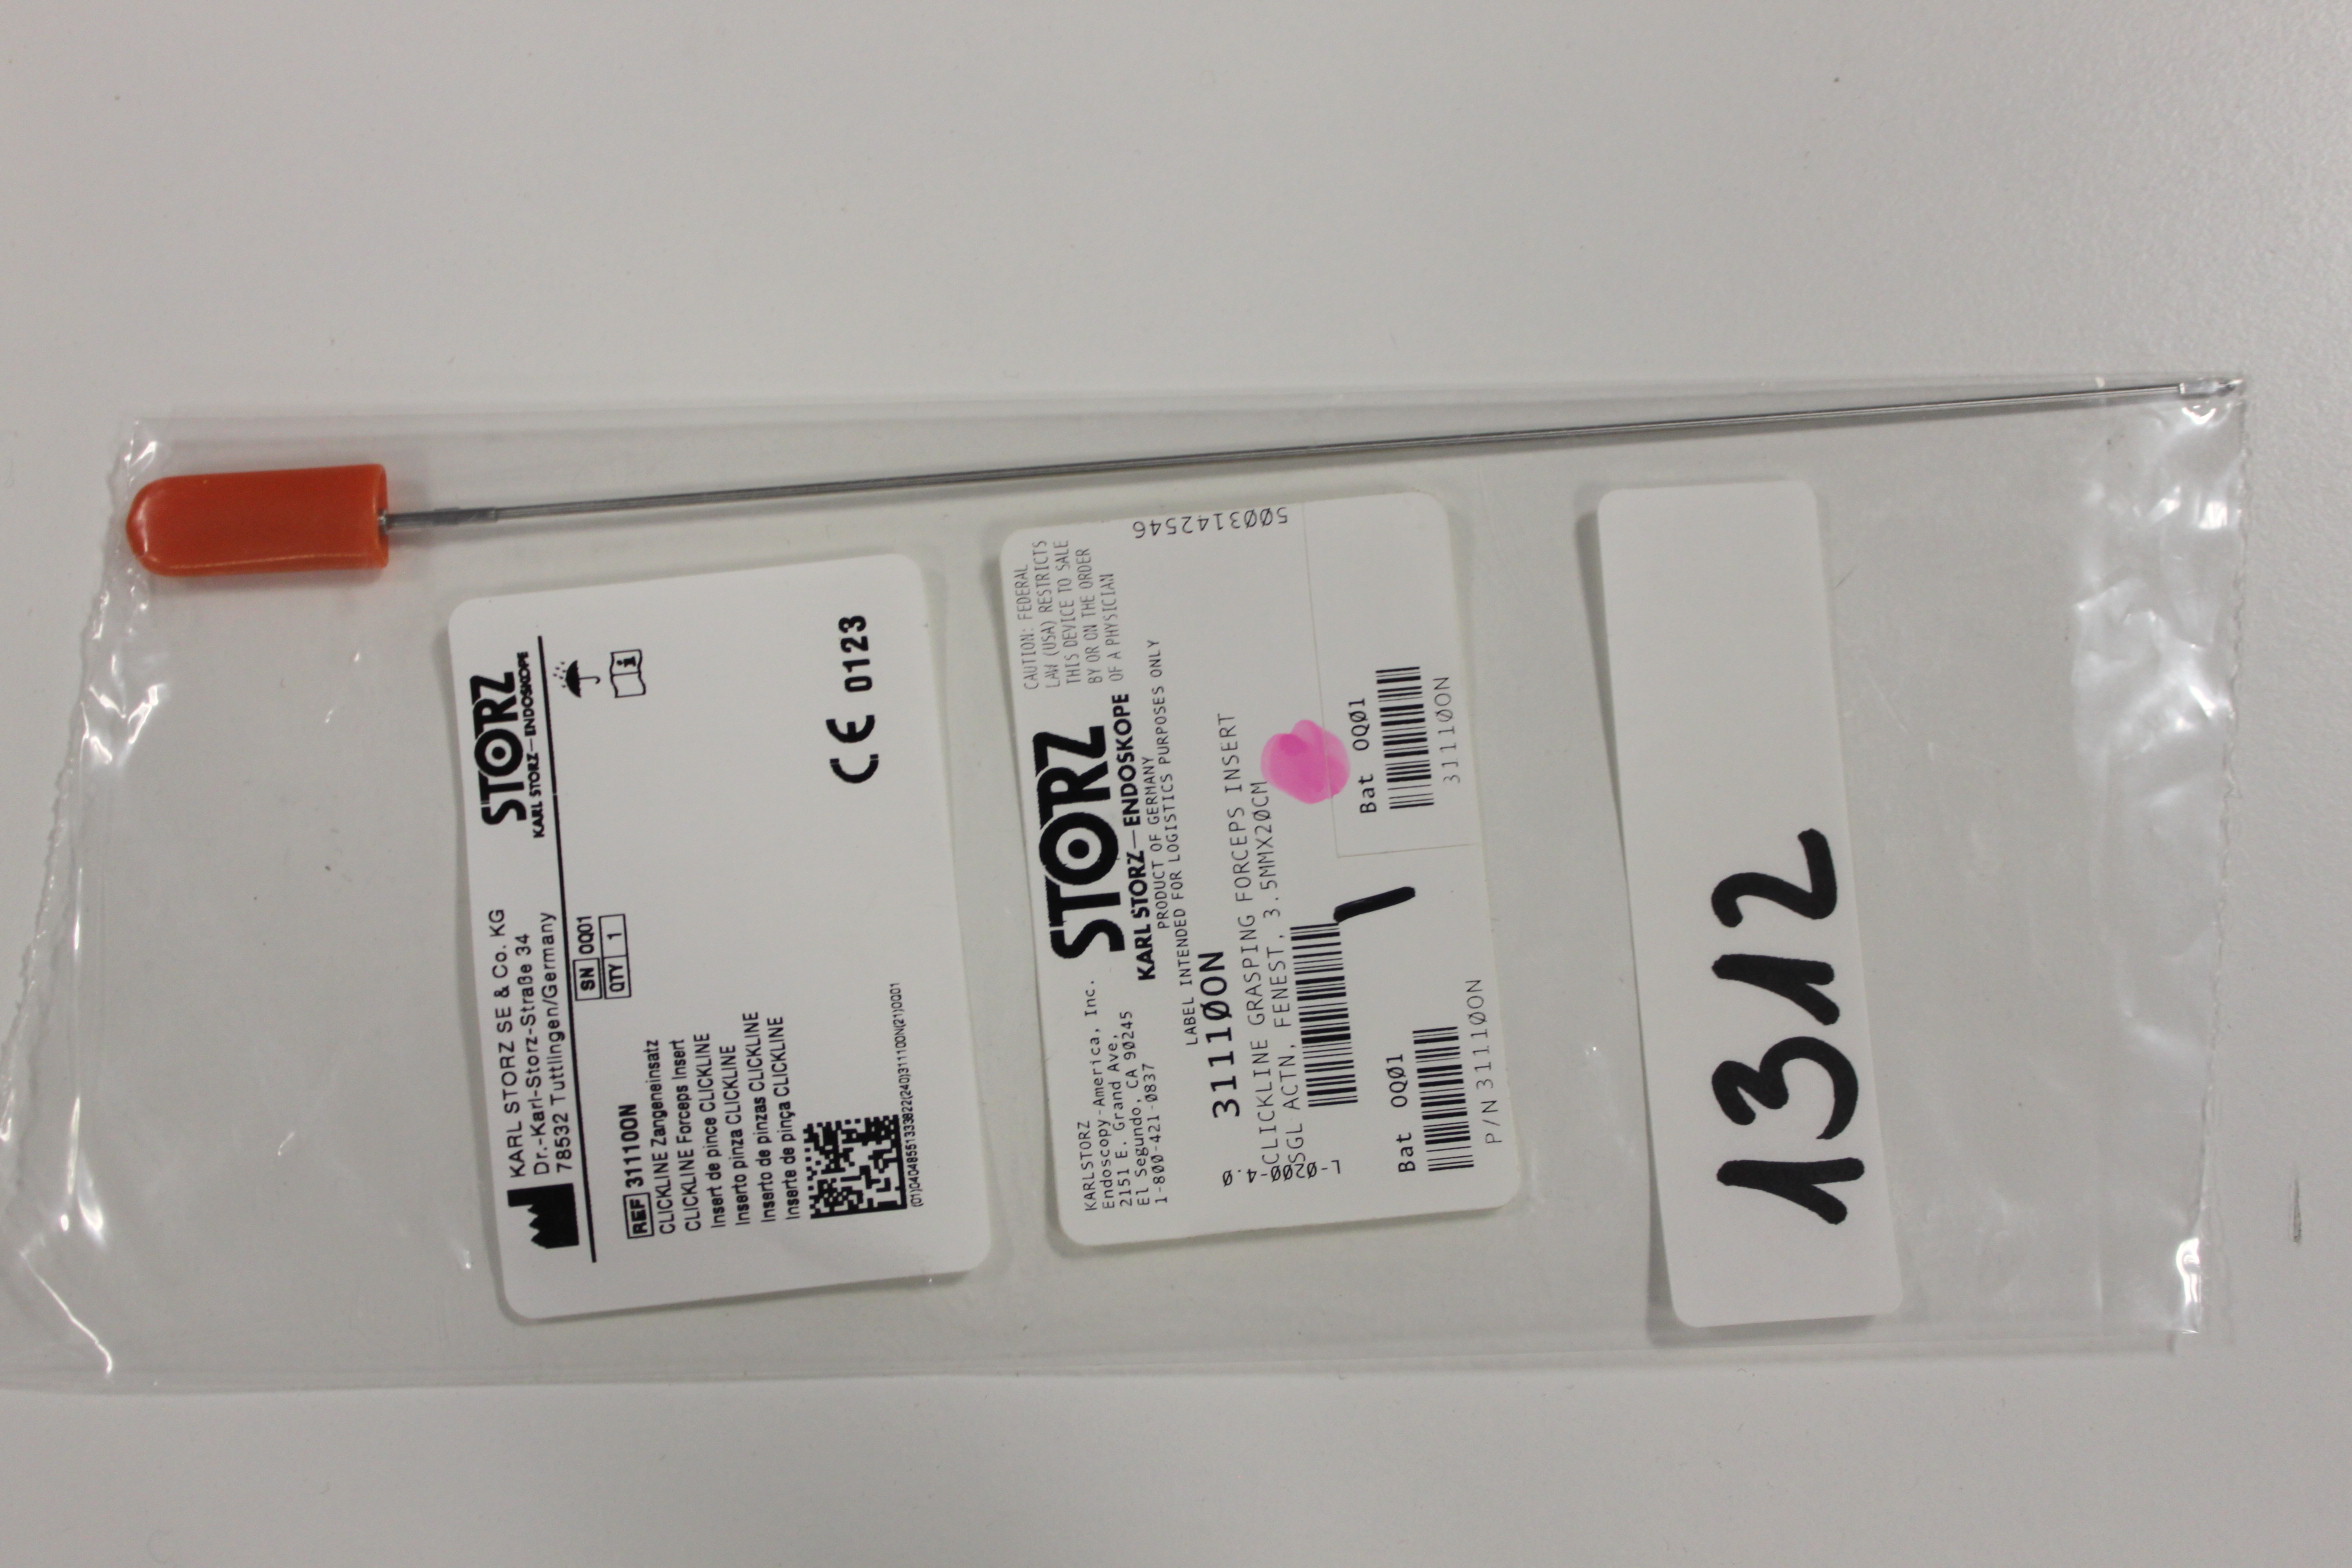 KARL STORZ SE & Co. KG
Dr.-Karl-Storz-Straße 34
78532 Tuttlingen/Germany
STORZ
KARL STORZ—ENDOSKOPE
SN 0Q01
QTY 1
REF 31110ON
CLICKLINE Zangeneinsatz
CLICKLINE Forceps Insert
Insert de pince CLICKLINE
Inserto pinza CLICKLINE
Inserto de pinzas CLICKLINE
Inserte de pinça CLICKLINE
CE 0123
KARLSTORZ
Endoscopy-America, Inc.
2151 E. Grand Ave,
El Segundo, CA 90245
1-800-421-0837
STORZ
KARL STORZ—ENDOSKOPE
PRODUCT OF GERMANY
LABEL INTENDED FOR LOGISTICS PURPOSES ONLY
CAUTION: FEDERAL
LAW (USA) RESTRICTS
THIS DEVICE TO SALE
BY OR ON THE ORDER
OF A PHYSICIAN
5003142546
31110ON
CLICKLINE GRASPING FORCEPS INSERT
SGL ACTN, FENEST, 3.5MMX20CM
L-0200-4.0
Bat OQ01
31110ON
Bat OQ01
P/N 31110ON
1312